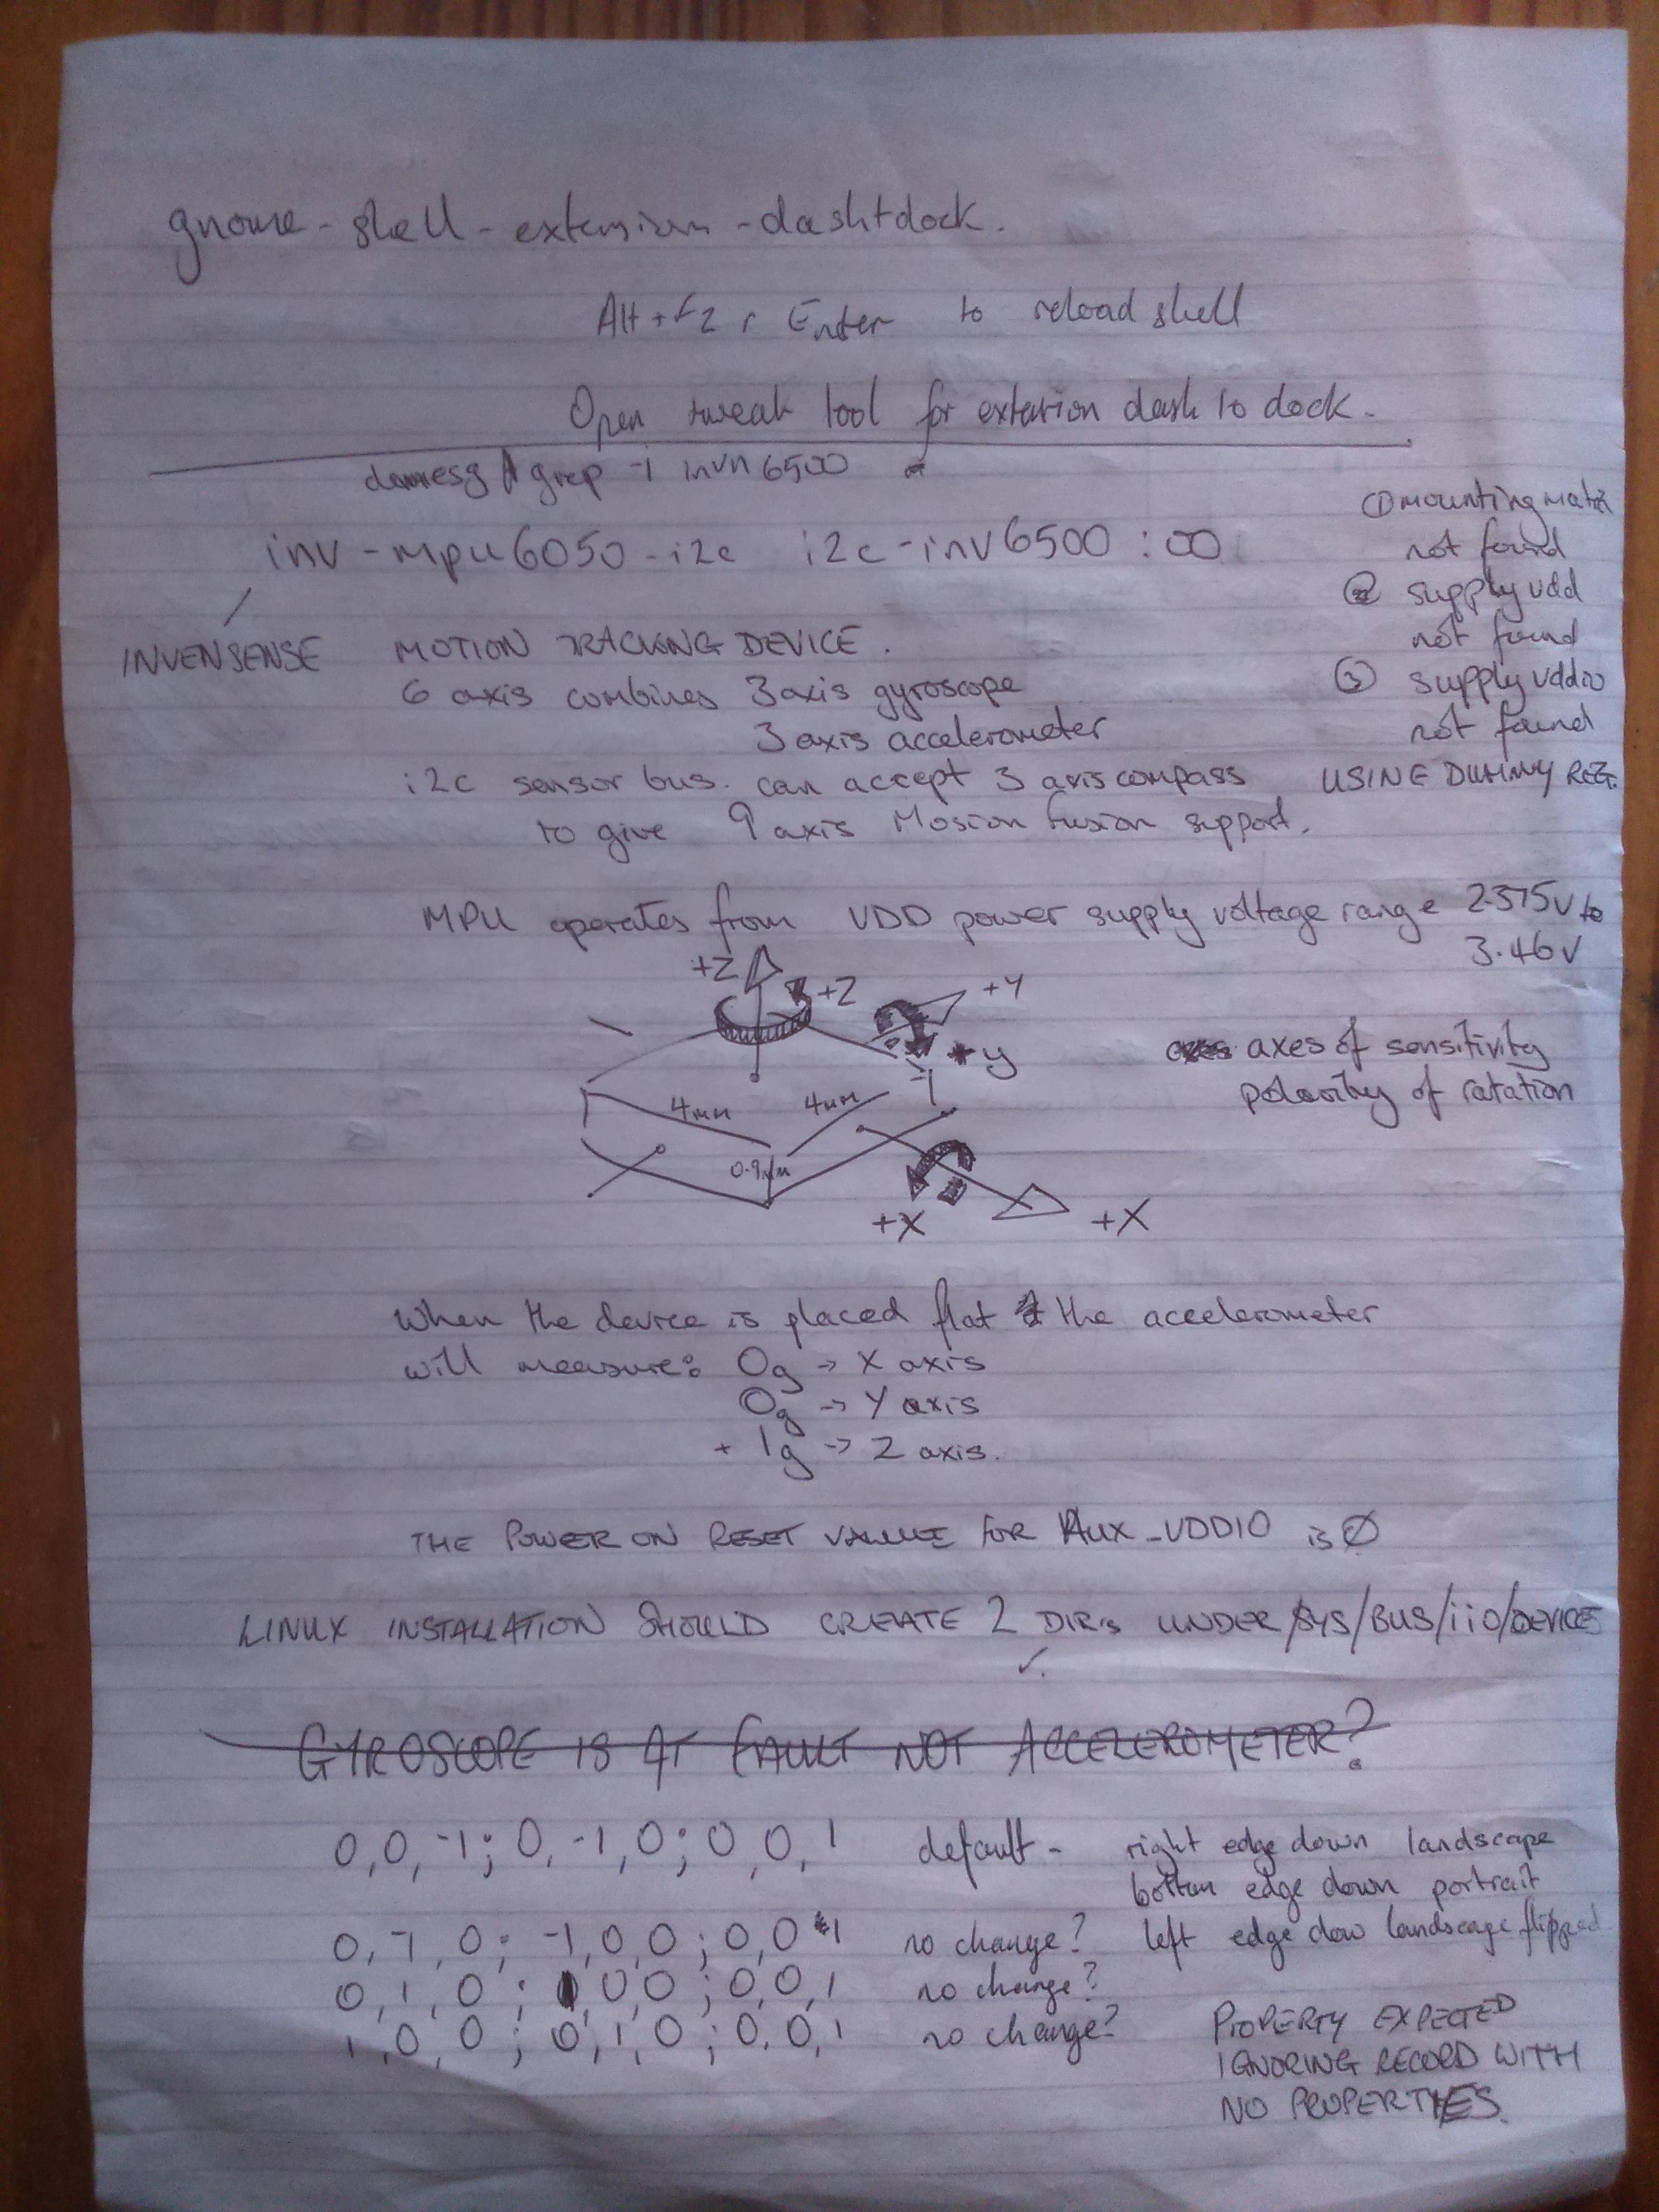 gnome-shell-extension-dashtdock.
Alt+F2 r Enter to reload shell
Open tweak tool for extension dash to dock.
dmesg | grep -i invn6500
inv-mpu6050-i2c i2c-inv6500:00
① mounting matrix
not found
② supply vdd
not found
③ supply vddio
not found
USING DUMMY REG.
INVENSENSE MOTION TRACKING DEVICE.
6 axis combines 3 axis gyroscope
3 axis accelerometer
i2c sensor bus. can accept 3 axis compass
to give 9 axis Motion fusion support.
MPU operates from VDD power supply voltage range 2.375V to
3.46V
+Z
+Z
+Y
+y
axes of sensitivity
polarity of rotation
4mm
4mm
0.9mm
+X
+X
When the device is placed flat the accelerometer
will measure: 0g → X axis
0g → Y axis
+ 1g → Z axis.
THE POWER ON RESET VALUE FOR AUX_VDDIO is Ø
LINUX INSTALLATION SHOULD CREATE 2 DIRs UNDER /SYS/BUS/iio/DEVICES
✓.
GYROSCOPE IS AT FAULT NOT ACCELEROMETER?
0,0,-1; 0,-1,0; 0,0,1 default - right edge down landscape
bottom edge down portrait
0,-1,0; -1,0,0; 0,0 1 no change? left edge dow landscape flipped
0,1,0; 1,0,0; 0,0,1 no change?
1,0,0; 0,1,0; 0,0,1 no change?
PROPERTY EXPECTED
IGNORING RECORD WITH
NO PROPERTIES.